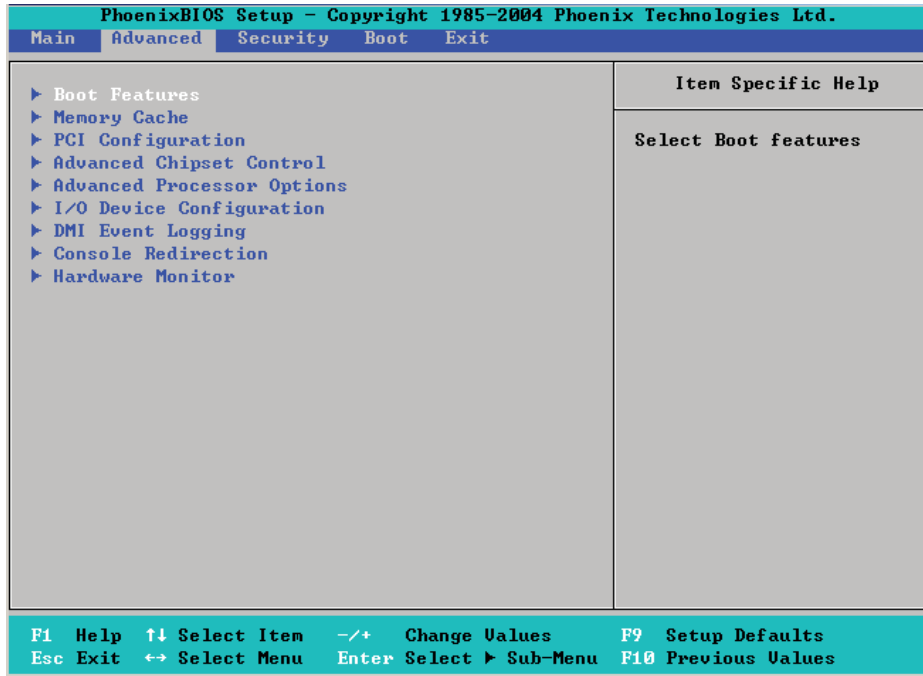 PhoenixBIOS Setup - Copyright 1985-2004 Phoenix Technologies Ltd.
Main Advanced Security Boot Exit
▶ Boot Features
▶ Memory Cache
▶ PCI Configuration
▶ Advanced Chipset Control
▶ Advanced Processor Options
▶ I/O Device Configuration
▶ DMI Event Logging
▶ Console Redirection
▶ Hardware Monitor
Item Specific Help
Select Boot features
F1 Help ↑↓ Select Item -/+ Change Values F9 Setup Defaults
Esc Exit ↔ Select Menu Enter Select ▶ Sub-Menu F10 Previous Values